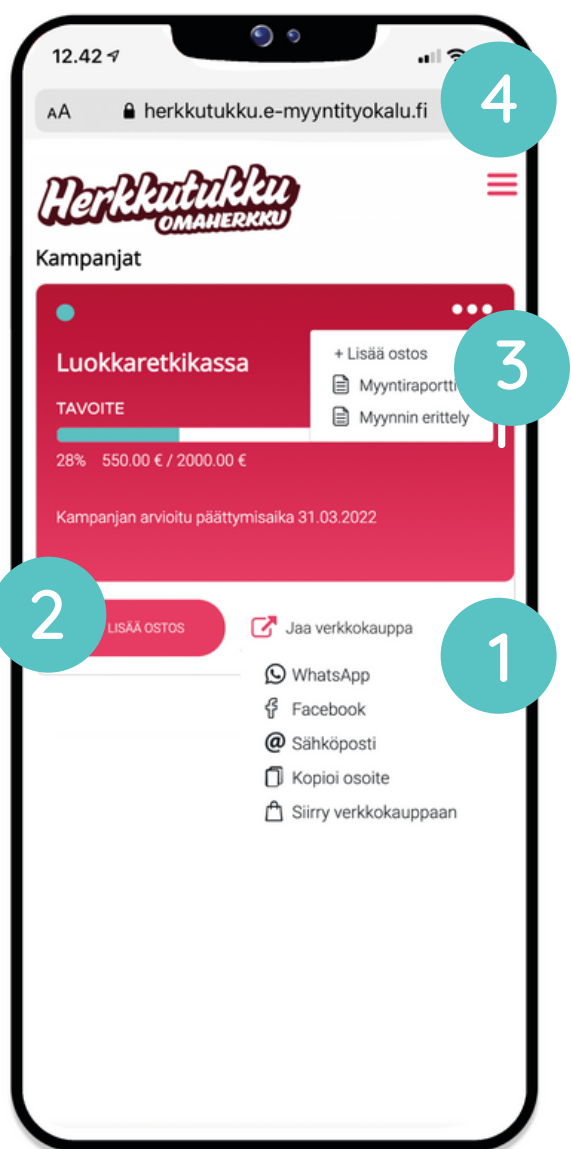 12.42
4
AA herkkutukku.e-myyntityokalu.fi
Herkkutukku
OMAHERKKU
Kampanjat
Luokkaretkikassa
+ Lisää ostos
3
Myyntiraportti
TAVOITE
Myynnin erittely
28% 550.00 € / 2000.00 €
Kampanjan arvioitu päättymisaika 31.03.2022
2
LISÄÄ OSTOS
Jaa verkkokauppa
1
WhatsApp
Facebook
@ Sähköposti
Kopioi osoite
Siirry verkkokauppaan